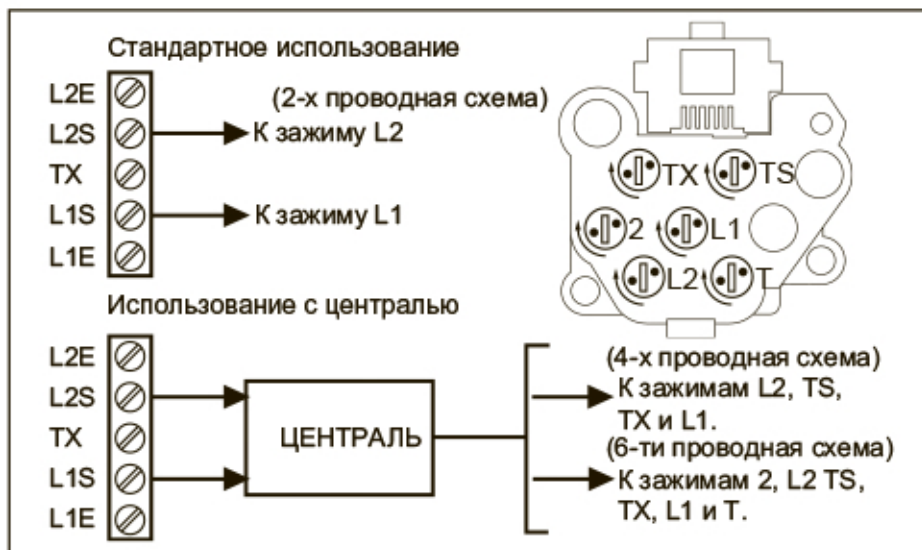 Стандартное использование
L2E
(2-х проводная схема)
L2S
К зажиму L2
TX
L1S
К зажиму L1
L1E
TX
TS
2
L1
L2
T
Использование с централью
L2E
L2S
TX
L1S
L1E
ЦЕНТРАЛЬ
(4-х проводная схема)
К зажимам L2, TS,
TX и L1.
(6-ти проводная схема)
К зажимам 2, L2 TS,
TX, L1 и T.